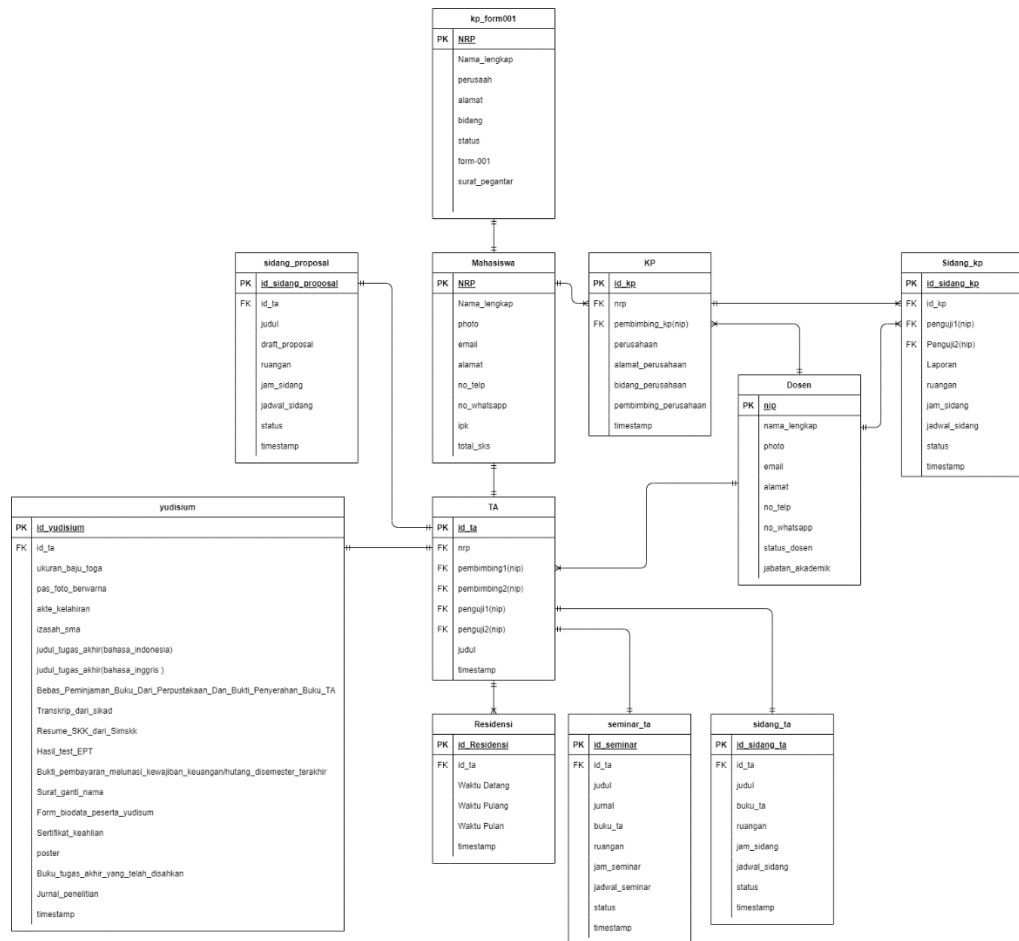 kp_form001
PK NRP
Nama_lengkap
perusaah
alamat
bidang
status
form-001
surat_pegantar
sidang_proposal
PK id_sidang_proposal
FK id_ta
judul
draft_proposal
ruangan
jam_sidang
jadwal_sidang
status
timestamp
Mahasiswa
PK NRP
Nama_lengkap
photo
email
alamat
no_telp
no_whatsapp
ipk
total_sks
KP
PK id_kp
FK nrp
FK pembimbing_kp(nip)
perusahaan
alamat_perusahaan
bidang_perusahaan
pembimbing_perusahaan
timestamp
Sidang_kp
PK id_sidang_kp
FK id_kp
FK penguji1(nip)
FK Penguji2(nip)
Laporan
ruangan
jam_sidang
jadwal_sidang
status
timestamp
Dosen
PK nip
nama_lengkap
photo
email
alamat
no_telp
no_whatsapp
status_dosen
jabatan_akademik
yudisium
PK id_yudisium
FK id_ta
ukuran_baju_toga
pas_foto_berwarna
akte_kelahiran
izasah_sma
judul_tugas_akhir(bahasa_indonesia)
judul_tugas_akhir(bahasa_inggris )
Bebas_Peminjaman_Buku_Dari_Perpustakaan_Dan_Bukti_Penyerahan_Buku_TA
Transkrip_dari_sikad
Resume_SKK_dari_Simskk
Hasil_test_EPT
Bukti_pembayaran_melunasi_kewajiban_keuangan/hutang_disemester_terakhir
Surat_ganti_nama
Form_biodata_peserta_yudisum
Sertifikat_keahlian
poster
Buku_tugas_akhir_yang_telah_disahkan
Jurnal_penelitian
timestamp
TA
PK id_ta
FK nrp
FK pembimbing1(nip)
FK pembimbing2(nip)
FK penguji1(nip)
FK penguji2(nip)
judul
timestamp
Residensi
PK id_Residensi
FK id_ta
Waktu Datang
Waktu Pulang
Waktu Pulan
timestamp
seminar_ta
PK id_seminar
FK id_ta
judul
jurnal
buku_ta
ruangan
jam_seminar
jadwal_seminar
status
timestamp
sidang_ta
PK id_sidang_ta
FK id_ta
judul
buku_ta
ruangan
jam_sidang
jadwal_sidang
status
timestamp